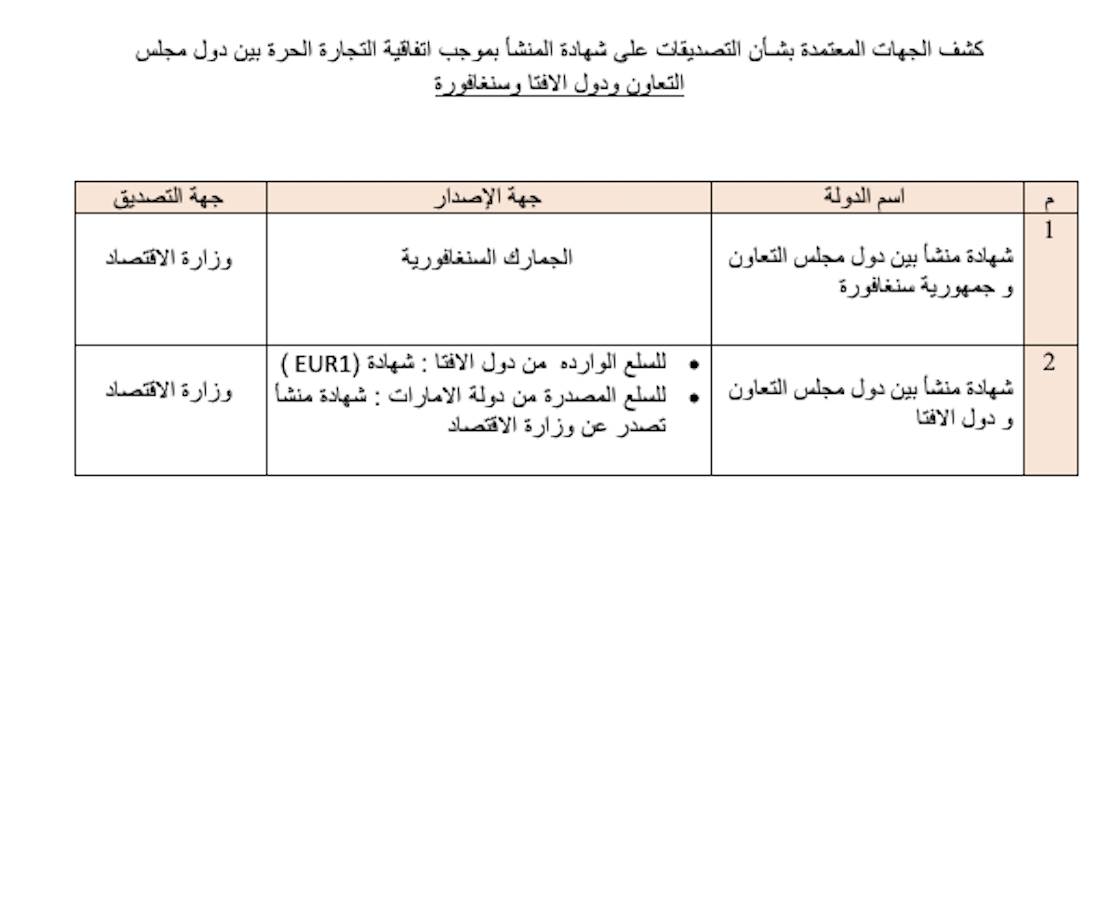 كشف الجهات المعتمدة بشأن التصديقات على شهادة المنشأ بموجب اتفاقية التجارة الحرة بين دول مجلس
التعاون ودول الافتا وسنغافورة
م اسم الدولة جهة الإصدار جهة التصديق
1
شهادة منشأ بين دول مجلس التعاون
و جمهورية سنغافورة
الجمارك السنغافورية
وزارة الاقتصاد
2
شهادة منشأ بين دول مجلس التعاون
و دول الافتا
• للسلع الوارده من دول الافتا : شهادة (EUR1 )
• للسلع المصدرة من دولة الامارات : شهادة منشأ
تصدر عن وزارة الاقتصاد
وزارة الاقتصاد